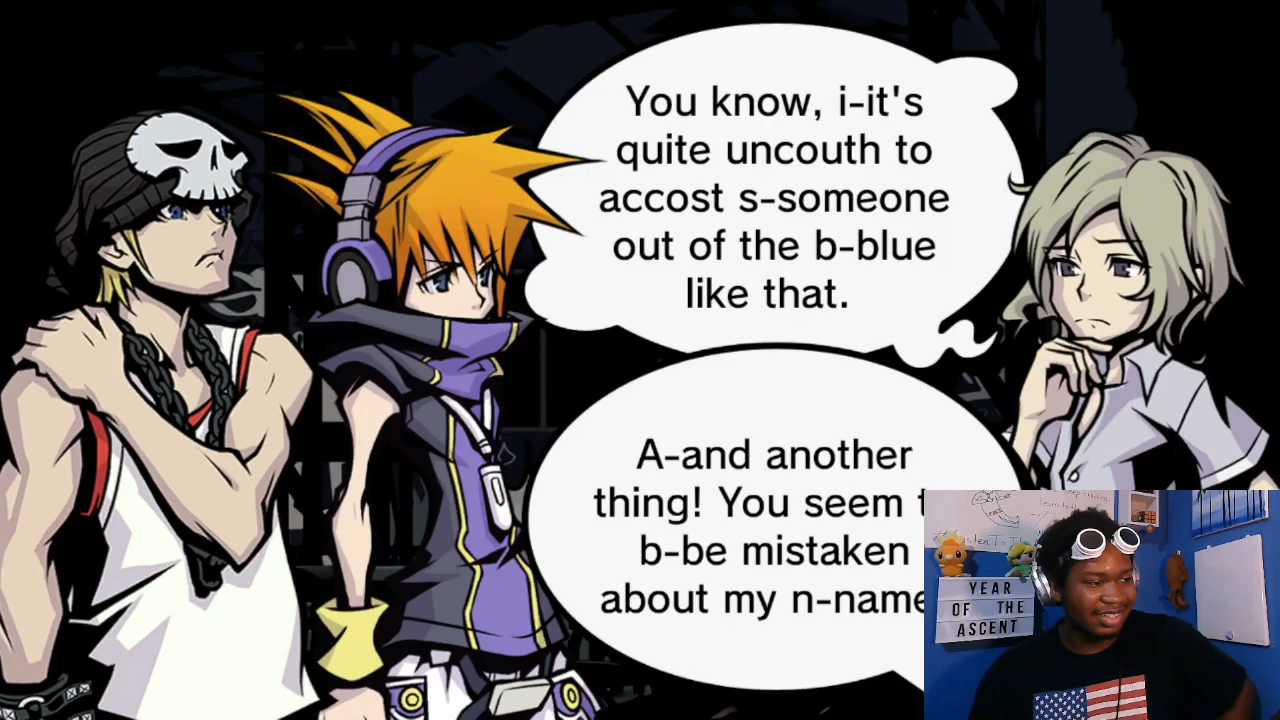 You know, i-it's
quite uncouth to
accost s-someone
out of the b-blue
like that.
A-and another
thing! You seem
b-be mistaken
about my n-name
YEAR
OF THE
ASCENT